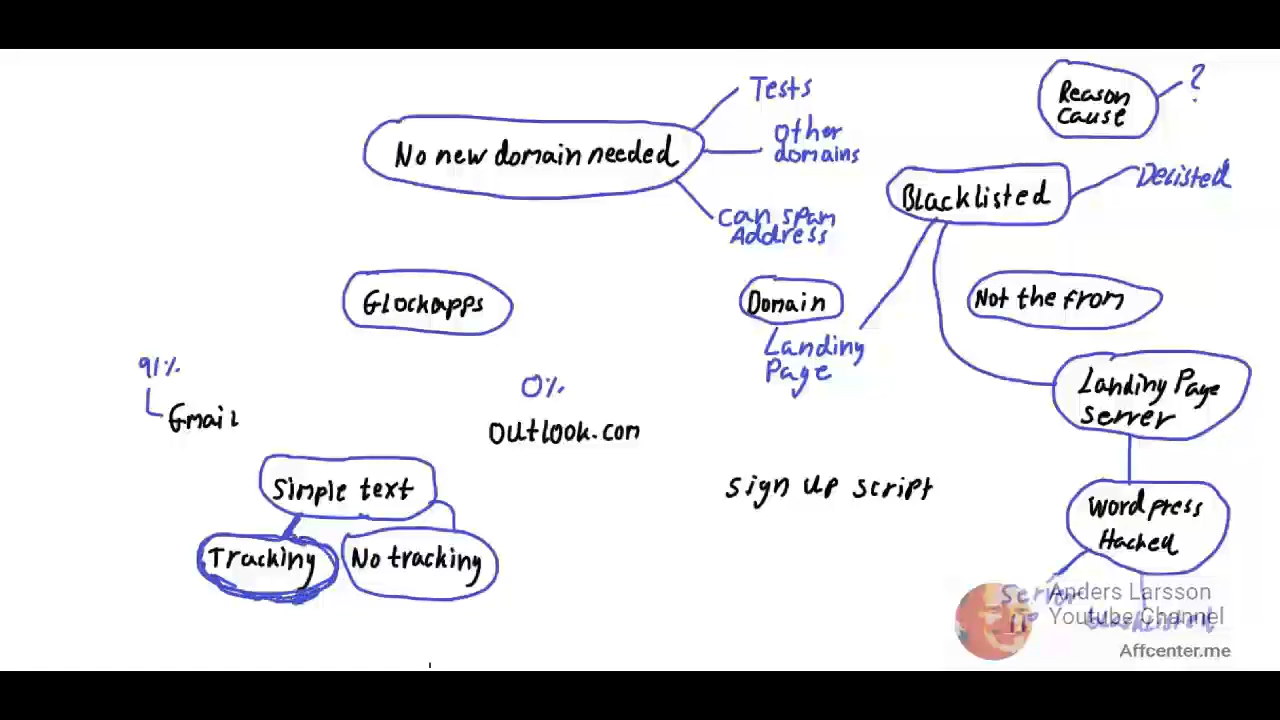 No new domain needed
Tests
Other
domains
can spam
Address
Reason
Cause
?
Blacklisted
Delisted
Domain
Landing
Page
Not the from
Landing Page
server
Wordpress
Hacked
Server
Glockapps
91%
Gmail
0%
Outlook.com
Simple text
Tracking
No tracking
sign up script
Anders Larsson
Youtube Channel
Affcenter.me